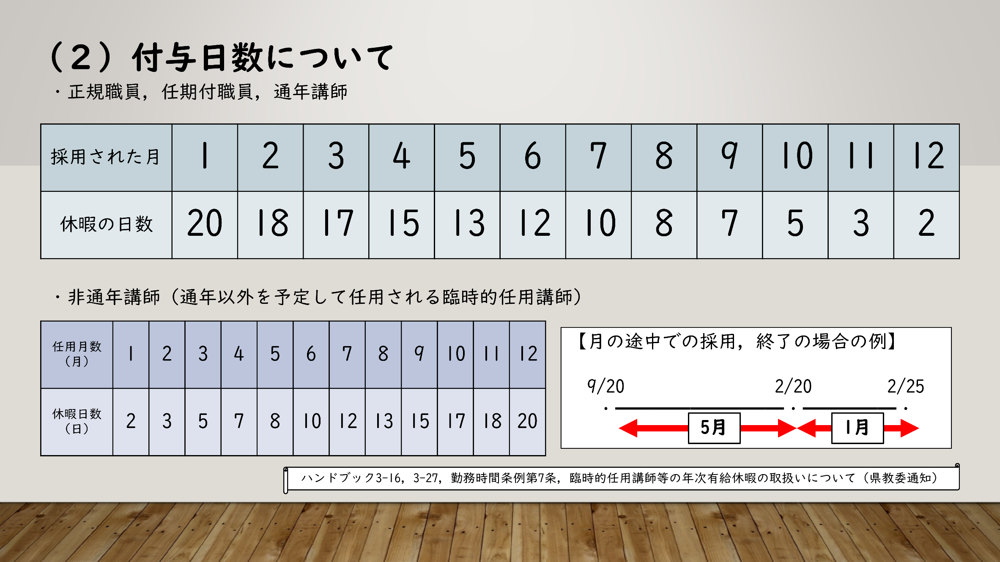 （２）付与日数について
・正規職員，任期付職員，通年講師
採用された月 1 2 3 4 5 6 7 8 9 10 11 12
休暇の日数 20 18 17 15 13 12 10 8 7 5 3 2
・非通年講師（通年以外を予定して任用される臨時的任用講師）
任用月数
（月） 1 2 3 4 5 6 7 8 9 10 11 12
休暇日数
（日） 2 3 5 7 8 10 12 13 15 17 18 20
【月の途中での採用，終了の場合の例】
9/20 2/20 2/25
5月 1月
ハンドブック3-16，3-27，勤務時間条例第7条，臨時的任用講師等の年次有給休暇の取扱いについて（県教委通知）